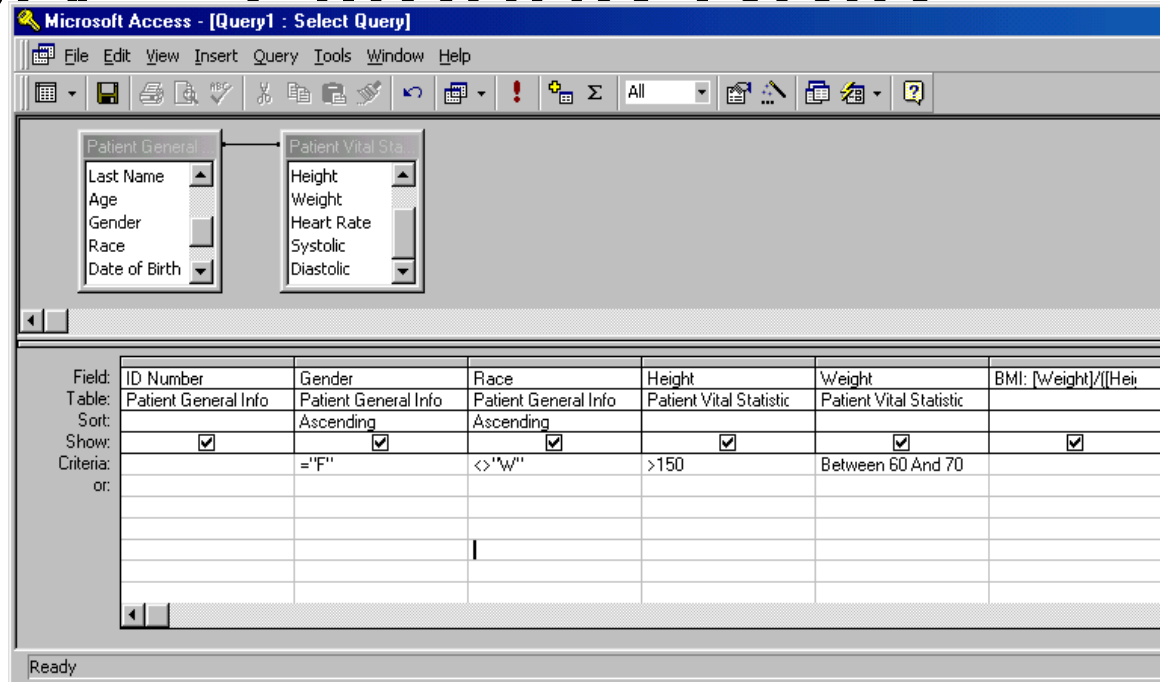 Microsoft Access - [Query1 : Select Query]
File Edit View Insert Query Tools Window Help
ABC Σ All
Patient General Patient Vital Sta
Last Name Height
Age Weight
Gender Heart Rate
Race Systolic
Date of Birth Diastolic
Field: ID Number Gender Race Height Weight BMI: [Weight]/([Hei
Table: Patient General Info Patient General Info Patient General Info Patient Vital Statistic Patient Vital Statistic
Sort: Ascending Ascending
Show:
Criteria: ="F" <>"W" >150 Between 60 And 70
or:
Ready